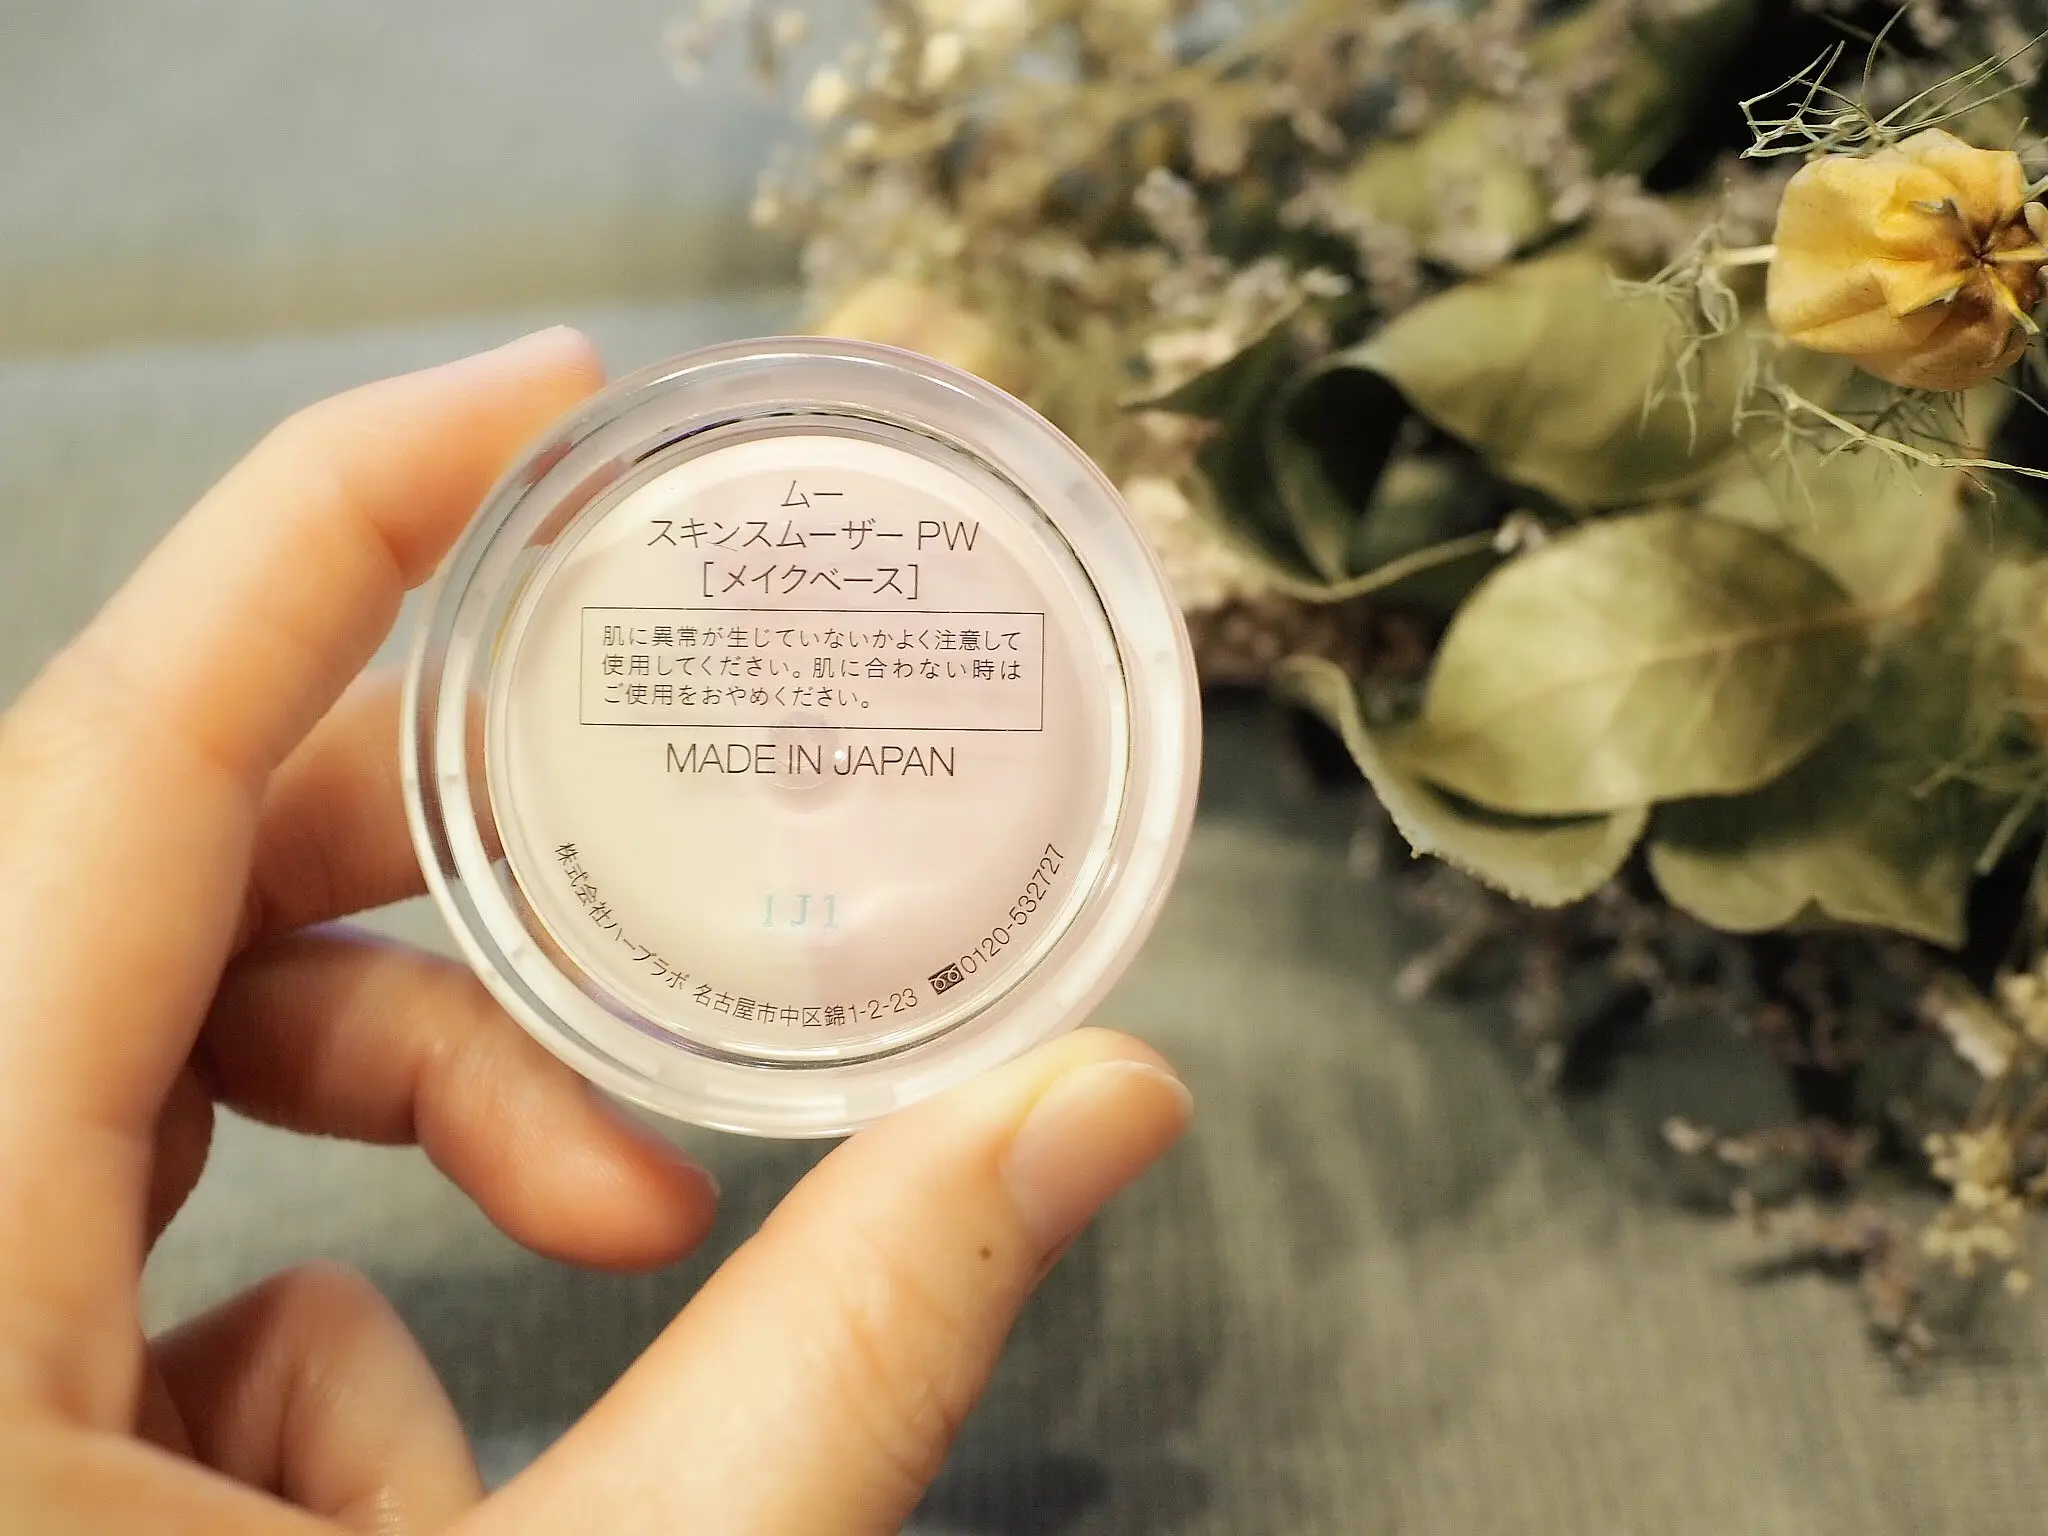 ムー
スキンスムーザー PW
[メイクベース]
肌に異常が生じていないかよく注意して
使用してください。肌に合わない時は
ご使用をおやめください。
MADE IN JAPAN
株式会社ハーブラボ 名古屋市中区錦1-2-23 0120-532727